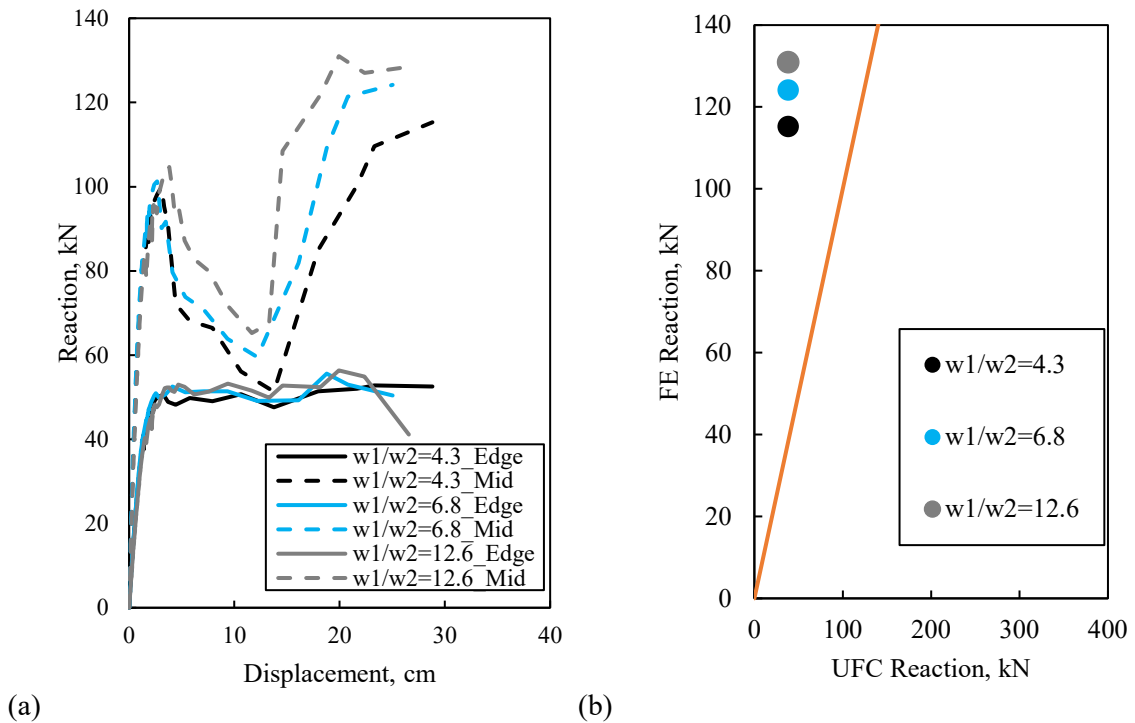 140
120
100
80
60
40
20
0
Reaction, kN
0 10 20 30 40
Displacement, cm
w1/w2=4.3_Edge
w1/w2=4.3_Mid
w1/w2=6.8_Edge
w1/w2=6.8_Mid
w1/w2=12.6_Edge
w1/w2=12.6_Mid
(a)
140
120
100
80
60
40
20
0
FE Reaction, kN
0 100 200 300 400
UFC Reaction, kN
w1/w2=4.3
w1/w2=6.8
w1/w2=12.6
(b)